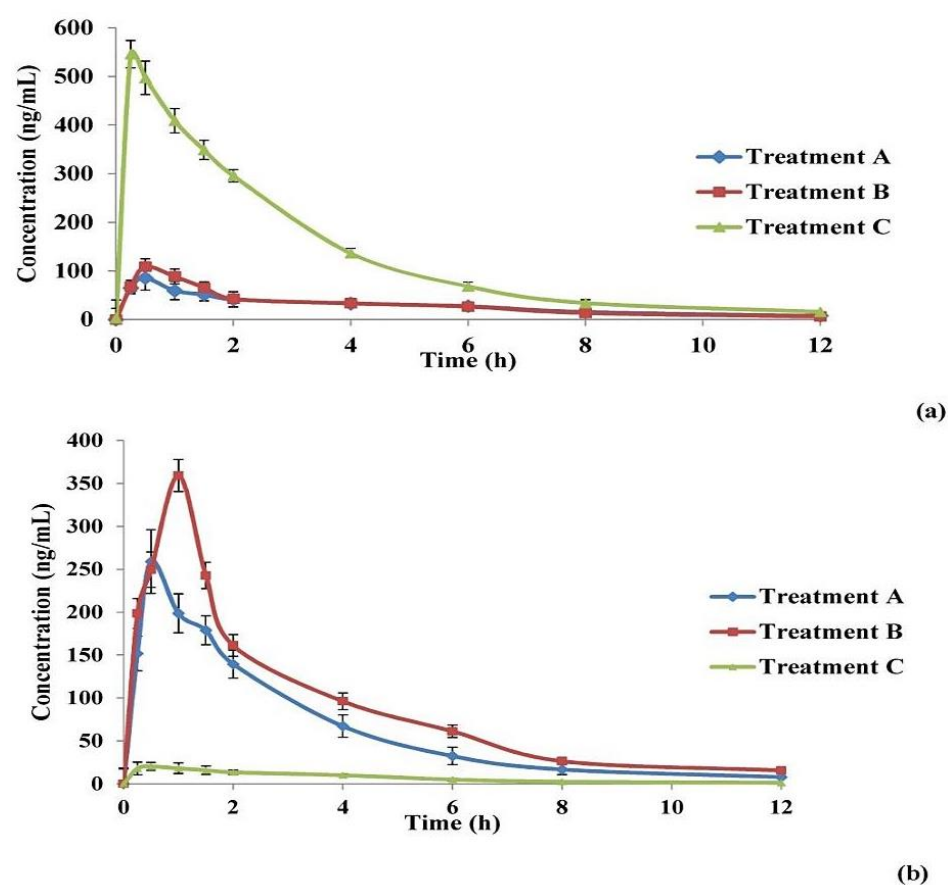 600
500
400
300
200
100
0
Concentration (ng/mL)
Treatment A
Treatment B
Treatment C
0 2 4 6 8 10 12
Time (h)
(a)
400
350
300
250
200
150
100
50
0
Concentration (ng/mL)
Treatment A
Treatment B
Treatment C
0 2 4 6 8 10 12
Time (h)
(b)